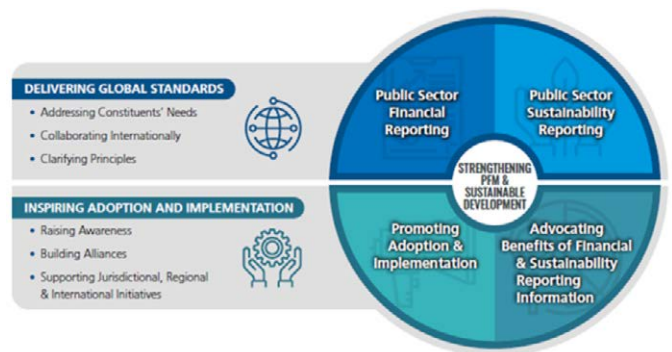 DELIVERING GLOBAL STANDARDS
• Addressing Constituents' Needs
• Collaborating Internationally
• Clarifying Principles
INSPIRING ADOPTION AND IMPLEMENTATION
• Raising Awareness
• Building Alliances
• Supporting Jurisdictional, Regional
& International Initiatives
Public Sector
Financial
Reporting
Public Sector
Sustainability
Reporting
STRENGTHENING
PFM &
SUSTAINABLE
DEVELOPMENT
Promoting
Adoption &
Implementation
Advocating
Benefits of Financial
& Sustainability
Reporting
Information